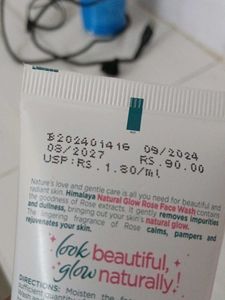 B202401416 09/2024
08/2027 RS.90.00
USP:RS.1.80/ml
Nature's love and gentle care is all you need for beautiful and
radiant skin. Himalaya Natural Glow Rose Face Wash contains
the goodness of Rose extracts. It gently removes impurities
and dullness, bringing out your skin's natural glow.
The lingering fragrance of Rose calms, pampers and
rejuvenates your skin.
look beautiful,
glow naturally!
DIRECTIONS: Moisten the face
sufficient